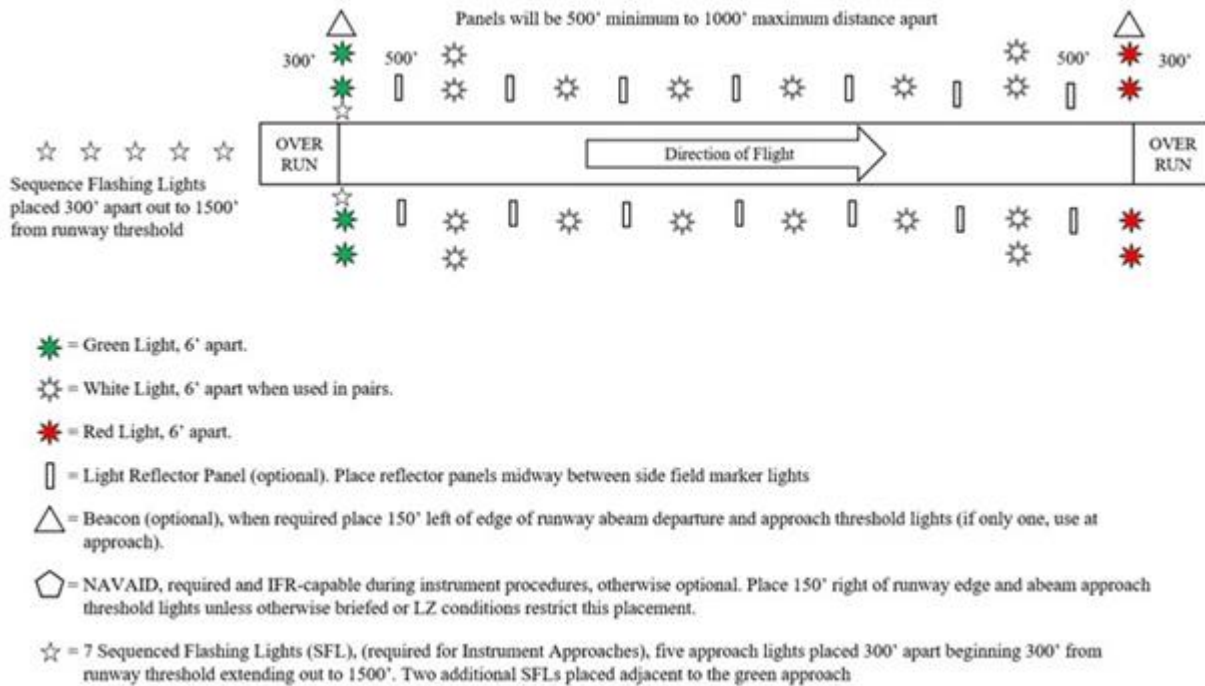 Panels will be 500' minimum to 1000' maximum distance apart
300' 500' 500' 300'
OVER
RUN
Direction of Flight
OVER
RUN
Sequence Flashing Lights
placed 300' apart out to 1500'
from runway threshold
= Green Light, 6' apart.
= White Light, 6' apart when used in pairs.
= Red Light, 6' apart.
= Light Reflector Panel (optional). Place reflector panels midway between side field marker lights
= Beacon (optional), when required place 150' left of edge of runway abeam departure and approach threshold lights (if only one, use at
approach).
= NAVAID, required and IFR-capable during instrument procedures, otherwise optional. Place 150' right of runway edge and abeam approach
threshold lights unless otherwise briefed or LZ conditions restrict this placement.
= 7 Sequenced Flashing Lights (SFL), (required for Instrument Approaches), five approach lights placed 300' apart beginning 300' from
runway threshold extending out to 1500'. Two additional SFLs placed adjacent to the green approach